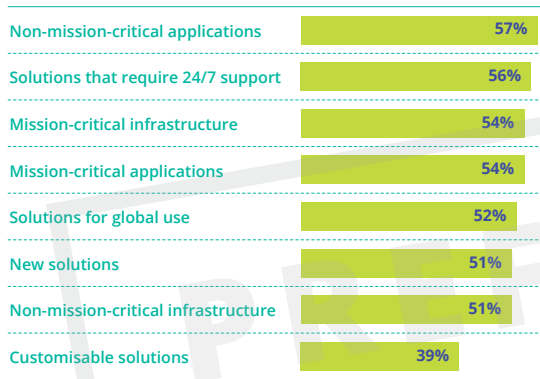 Non-mission-critical applications 57%
Solutions that require 24/7 support 56%
Mission-critical infrastructure 54%
Mission-critical applications 54%
Solutions for global use 52%
New solutions 51%
Non-mission-critical infrastructure 51%
Customisable solutions 39%
PREF